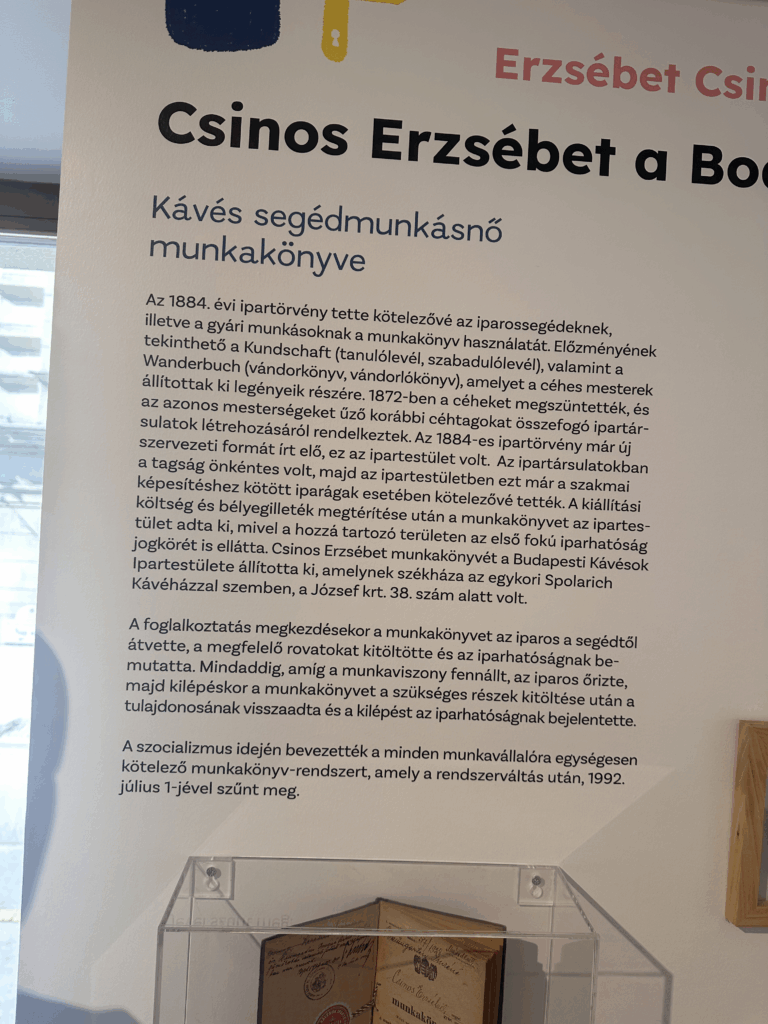 Erzsébet
Csinos Erzsébet a
Kávés segédmunkásnő
munkakönyve
Az 1884. évi ipartörvény tette kötelezővé az iparossegédeknek,
illetve a gyári munkásoknak a munkakönyv használatát. Előzményének
tekinthető a Kundschaft (tanulólevél, szabadulólevél), valamint a
Wanderbuch (vándorkönyv, vándorlókönyv), amelyet a céhes mesterek
állítottak ki legényeik részére. 1872-ben a céheket megszüntették, és
az azonos mesterségeket űző korábbi céhtagokat összefogó ipartár-
sulatok létrehozásáról rendelkeztek. Az 1884-es ipartörvény már új
szervezeti formát írt elő, ez az ipartestület volt. Az ipartársulatokban
a tagság önkéntes volt, majd az ipartestületben ezt már a szakmai
képesítéshez kötött iparágak esetében kötelezővé tették. A kiállítási
költség és bélyegilleték megtérítése után a munkakönyvet az ipartes-
tület adta ki, mivel a hozzá tartozó területen az első fokú iparhatóság
jogkörét is ellátta. Csinos Erzsébet munkakönyvét a Budapesti Kávésok
Ipartestülete állította ki, amelynek székháza az egykori Spolarich
Kávéházzal szemben, a József krt. 38. szám alatt volt.
A foglalkoztatás megkezdésekor a munkakönyvet az iparos a segédtől
átvette, a megfelelő rovatokat kitöltötte és az iparhatóságnak be-
mutatta. Mindaddig, amíg a munkaviszony fennállt, az iparos őrizte,
majd kilépéskor a munkakönyvet a szükséges részek kitöltése után a
tulajdonosának visszaadta és a kilépést az iparhatóságnak bejelentette.
A szocializmus idején bevezették a minden munkavállalóra egységesen
kötelező munkakönyv-rendszert, amely a rendszerváltás után, 1992.
július 1-jével szűnt meg.
Csinos Erzsébet